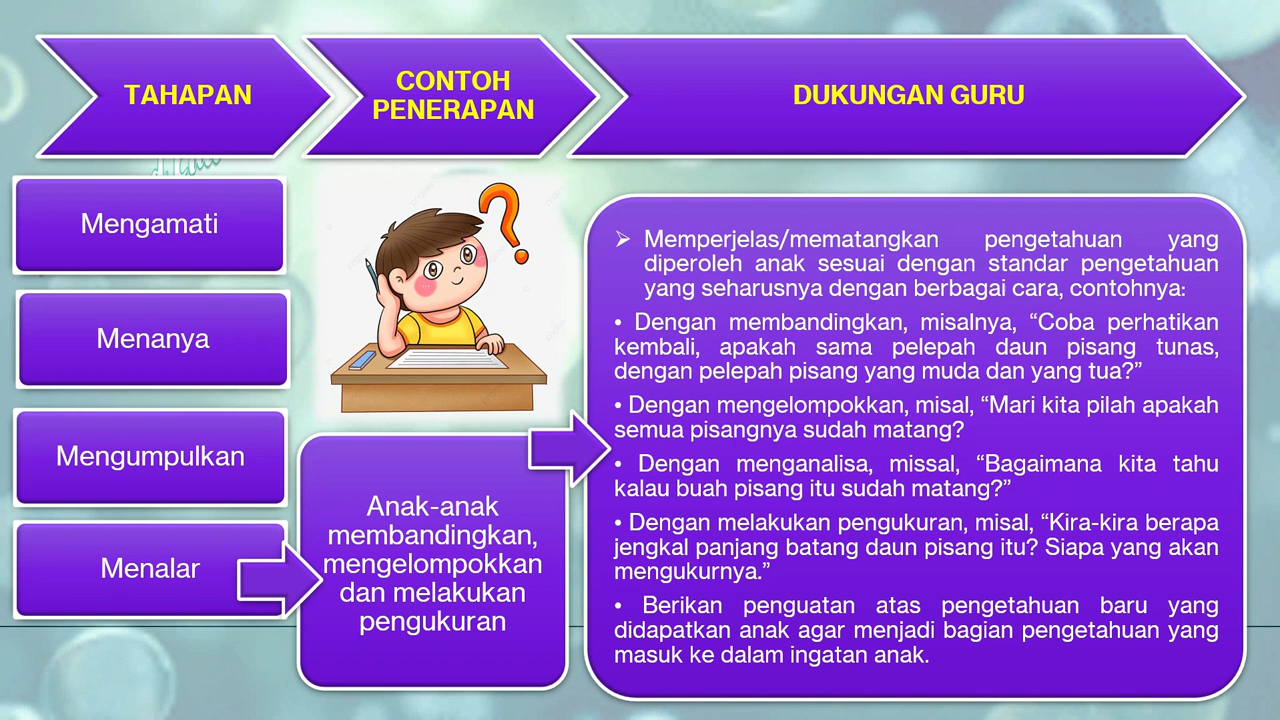 TAHAPAN
CONTOH
PENERAPAN
DUKUNGAN GURU
Mengamati
Menanya
Mengumpulkan
Menalar
Anak-anak
membandingkan,
mengelompokkan
dan melakukan
pengukuran
➢ Memperjelas/mematangkan pengetahuan yang
diperoleh anak sesuai dengan standar pengetahuan
yang seharusnya dengan berbagai cara, contohnya:
• Dengan membandingkan, misalnya, “Coba perhatikan
kembali, apakah sama pelepah daun pisang tunas,
dengan pelepah pisang yang muda dan yang tua?”
• Dengan mengelompokkan, misal, “Mari kita pilah apakah
semua pisangnya sudah matang?
• Dengan menganalisa, missal, “Bagaimana kita tahu
kalau buah pisang itu sudah matang?”
• Dengan melakukan pengukuran, misal, “Kira-kira berapa
jengkal panjang batang daun pisang itu? Siapa yang akan
mengukurnya.”
• Berikan penguatan atas pengetahuan baru yang
didapatkan anak agar menjadi bagian pengetahuan yang
masuk ke dalam ingatan anak.